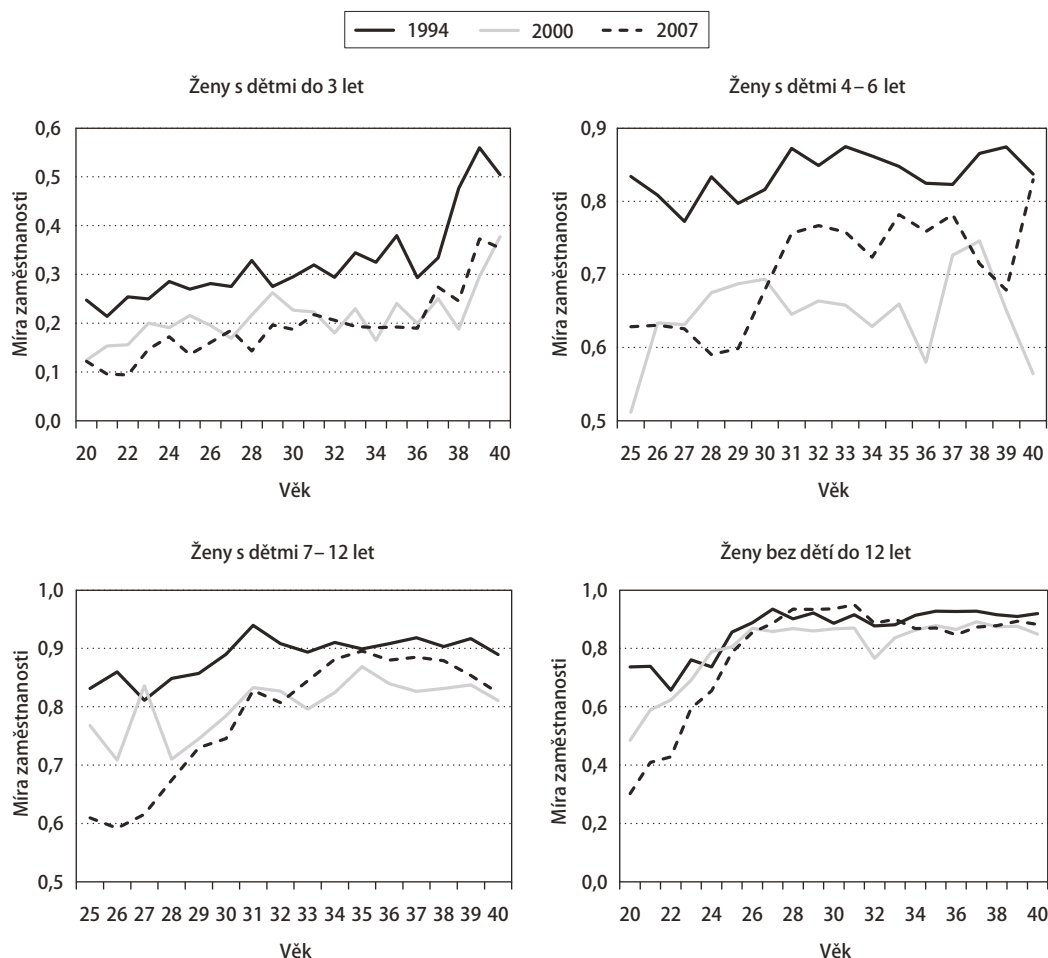 1994 2000 2007
Ženy s dětmi do 3 let
Míra zaměstnanosti
0,6
0,5
0,4
0,3
0,2
0,1
0,0
20 22 24 26 28 30 32 34 36 38 40
Věk
Ženy s dětmi 4 – 6 let
Míra zaměstnanosti
0,9
0,8
0,7
0,6
0,5
25 26 27 28 29 30 31 32 33 34 35 36 37 38 39 40
Věk
Ženy s dětmi 7 – 12 let
Míra zaměstnanosti
1,0
0,9
0,8
0,7
0,6
0,5
25 26 27 28 29 30 31 32 33 34 35 36 37 38 39 40
Věk
Ženy bez dětí do 12 let
Míra zaměstnanosti
1,0
0,8
0,6
0,4
0,2
0,0
20 22 24 26 28 30 32 34 36 38 40
Věk